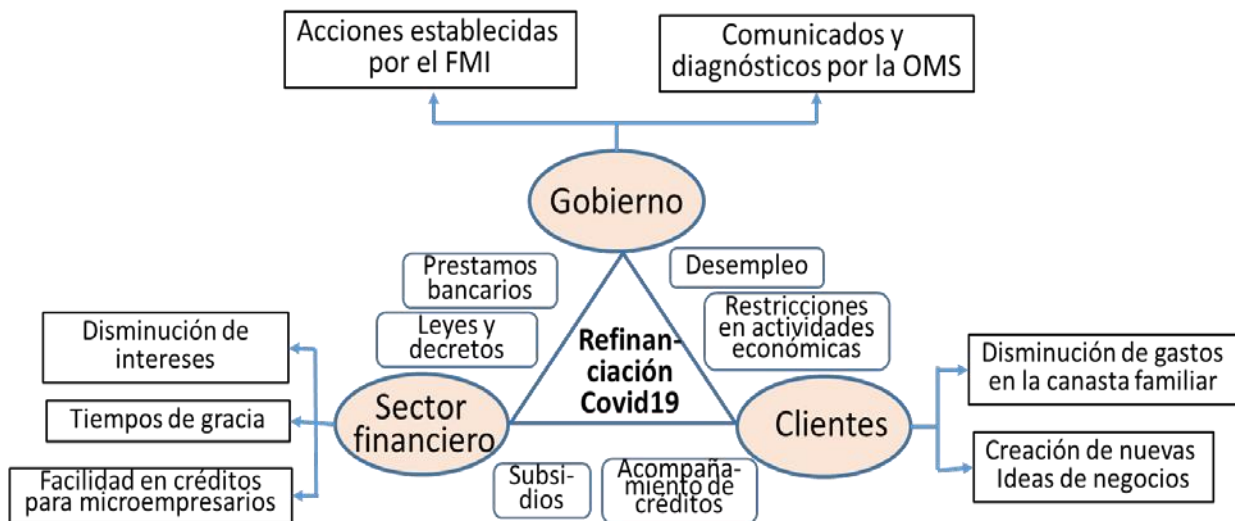 Acciones establecidas
por el FMI
Comunicados y
diagnósticos por la OMS
Gobierno
Prestamos
bancarios
Desempleo
Leyes y
decretos
Restricciones
en actividades
económicas
Refinan-
ciación
Covid19
Disminución de
intereses
Tiempos de gracia
Facilidad en créditos
para microempresarios
Sector
financiero
Clientes
Disminución de gastos
en la canasta familiar
Creación de nuevas
Ideas de negocios
Subsi-
dios
Acompaña-
miento de
créditos